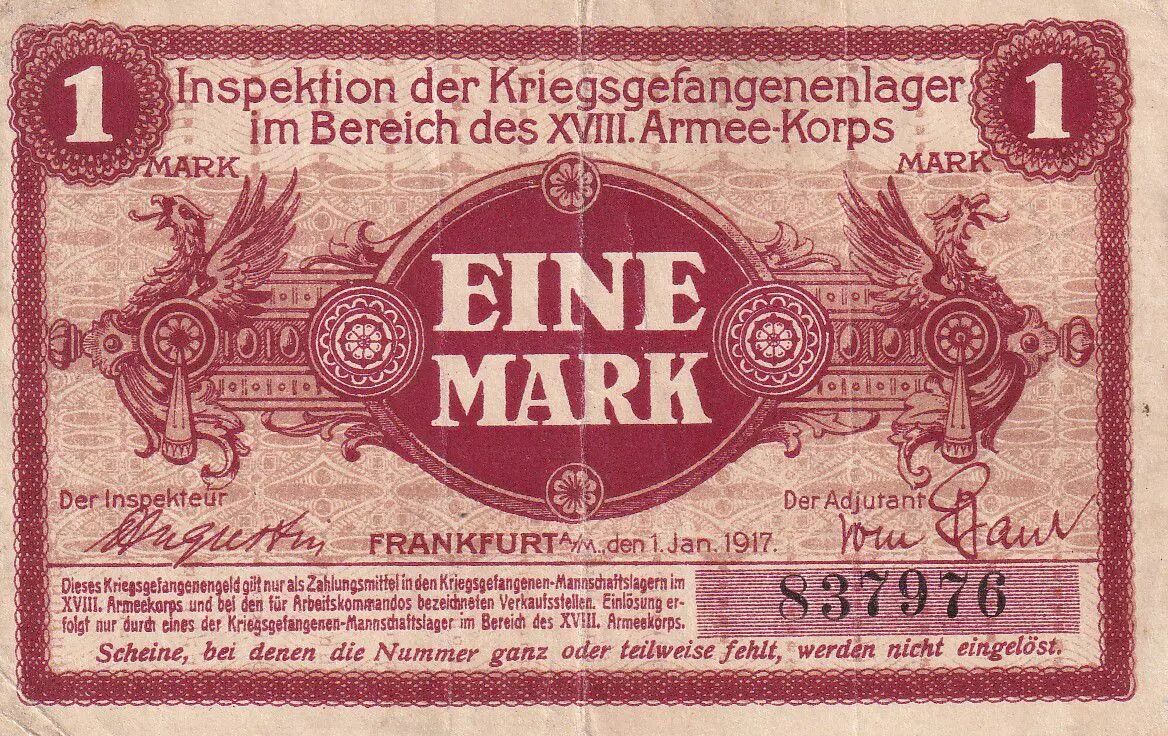 1
1
Inspektion der Kriegsgefangenenlager
im Bereich des XVIII. Armee-Korps
MARK
MARK
EINE
MARK
Der Inspekteur
Der Adjutant
FRANKFURT A/M., den 1. Jan. 1917.
Dieses Kriegsgefangenengeld gilt nur als Zahlungsmittel in den Kriegsgefangenen-Mannschaftslagern im
XVIII. Armeekorps und bei den für Arbeitskommandos bezeichneten Verkaufsstellen. Einlösung er-
folgt nur durch eines der Kriegsgefangenen-Mannschaftslager im Bereich des XVIII. Armeekorps.
837976
Scheine, bei denen die Nummer ganz oder teilweise fehlt, werden nicht eingelöst.